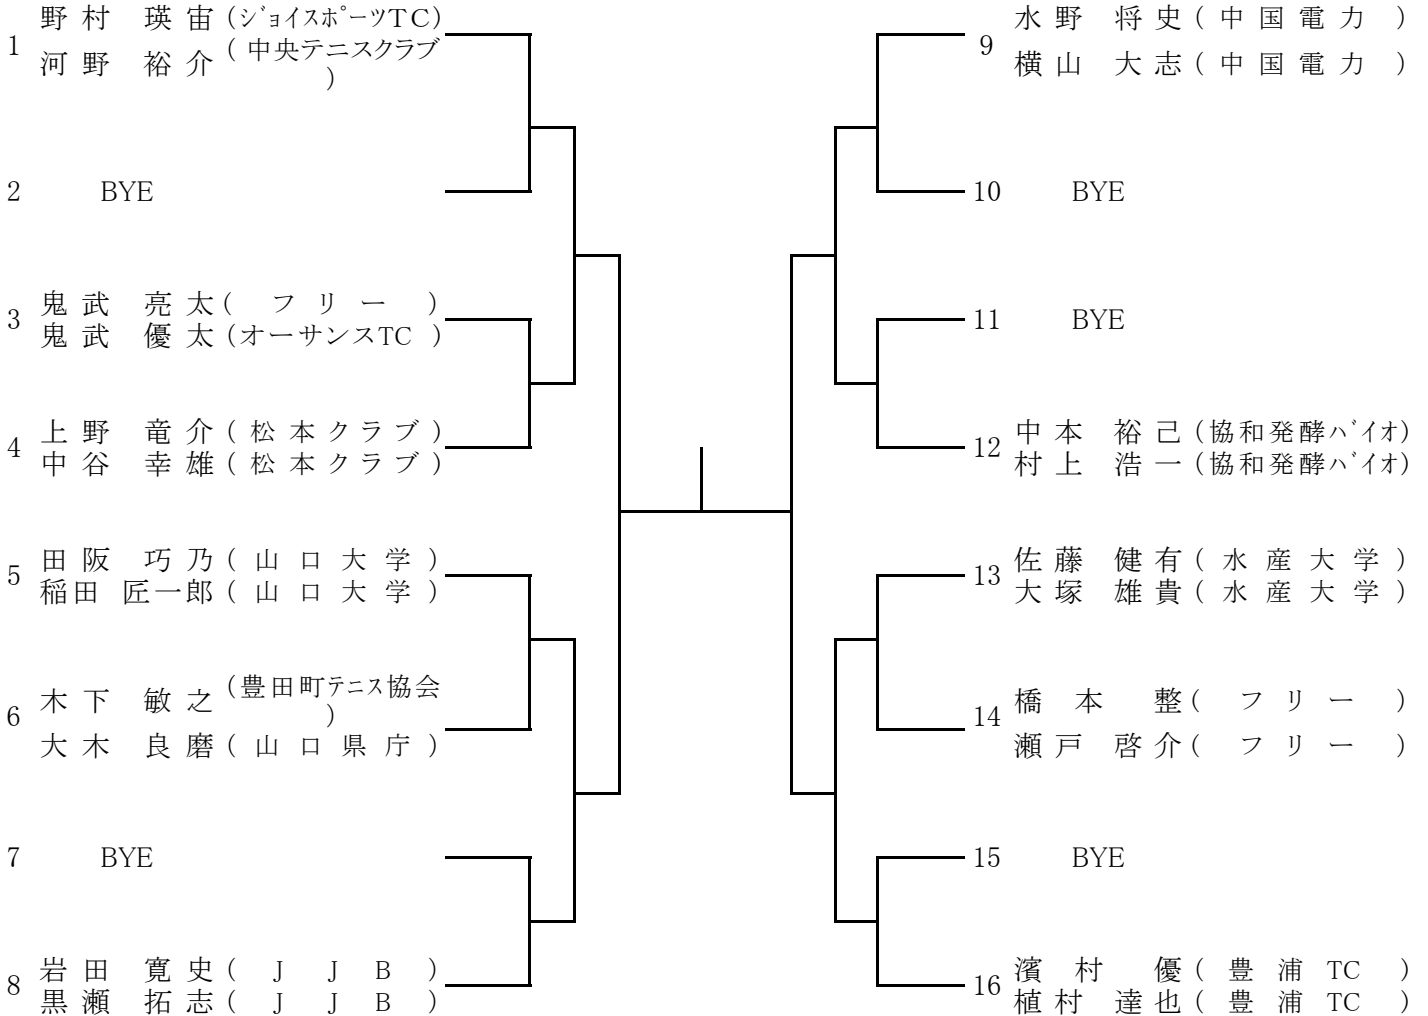 1 野村 瑛宙 (ｼﾞｮｲスポーツTC)
河野 裕介 (中央テニスクラブ
)
2 BYE
3 鬼武 亮太 (フリー)
鬼武 優太 (オーサンスTC)
4 上野 竜介 (松本クラブ)
中谷 幸雄 (松本クラブ)
5 田阪 巧乃 (山口大学)
稲田 匠一郎 (山口大学)
6 木下 敏之 (豊田町テニス協会
)
大木 良磨 (山口県庁)
7 BYE
8 岩田 寛史 (JJB)
黒瀬 拓志 (JJB)
9 水野 将史 (中国電力)
横山 大志 (中国電力)
10 BYE
11 BYE
12 中本 裕己 (協和発酵バイオ)
村上 浩一 (協和発酵バイオ)
13 佐藤 健有 (水産大学)
大塚 雄貴 (水産大学)
14 橋本 整 (フリー)
瀬戸 啓介 (フリー)
15 BYE
16 濱村 優 (豊浦TC)
植村 達也 (豊浦TC)